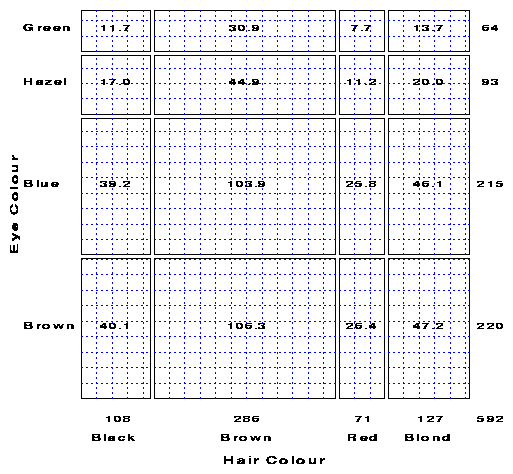 Green 11.7 30.9 7.7 13.7 64
Hazel 17.0 44.9 11.2 20.0 93
Eye Colour
Blue 39.2 103.9 25.8 46.1 215
Brown 40.1 106.3 26.4 47.2 220
108 286 71 127 592
Black Brown Red Blond
Hair Colour